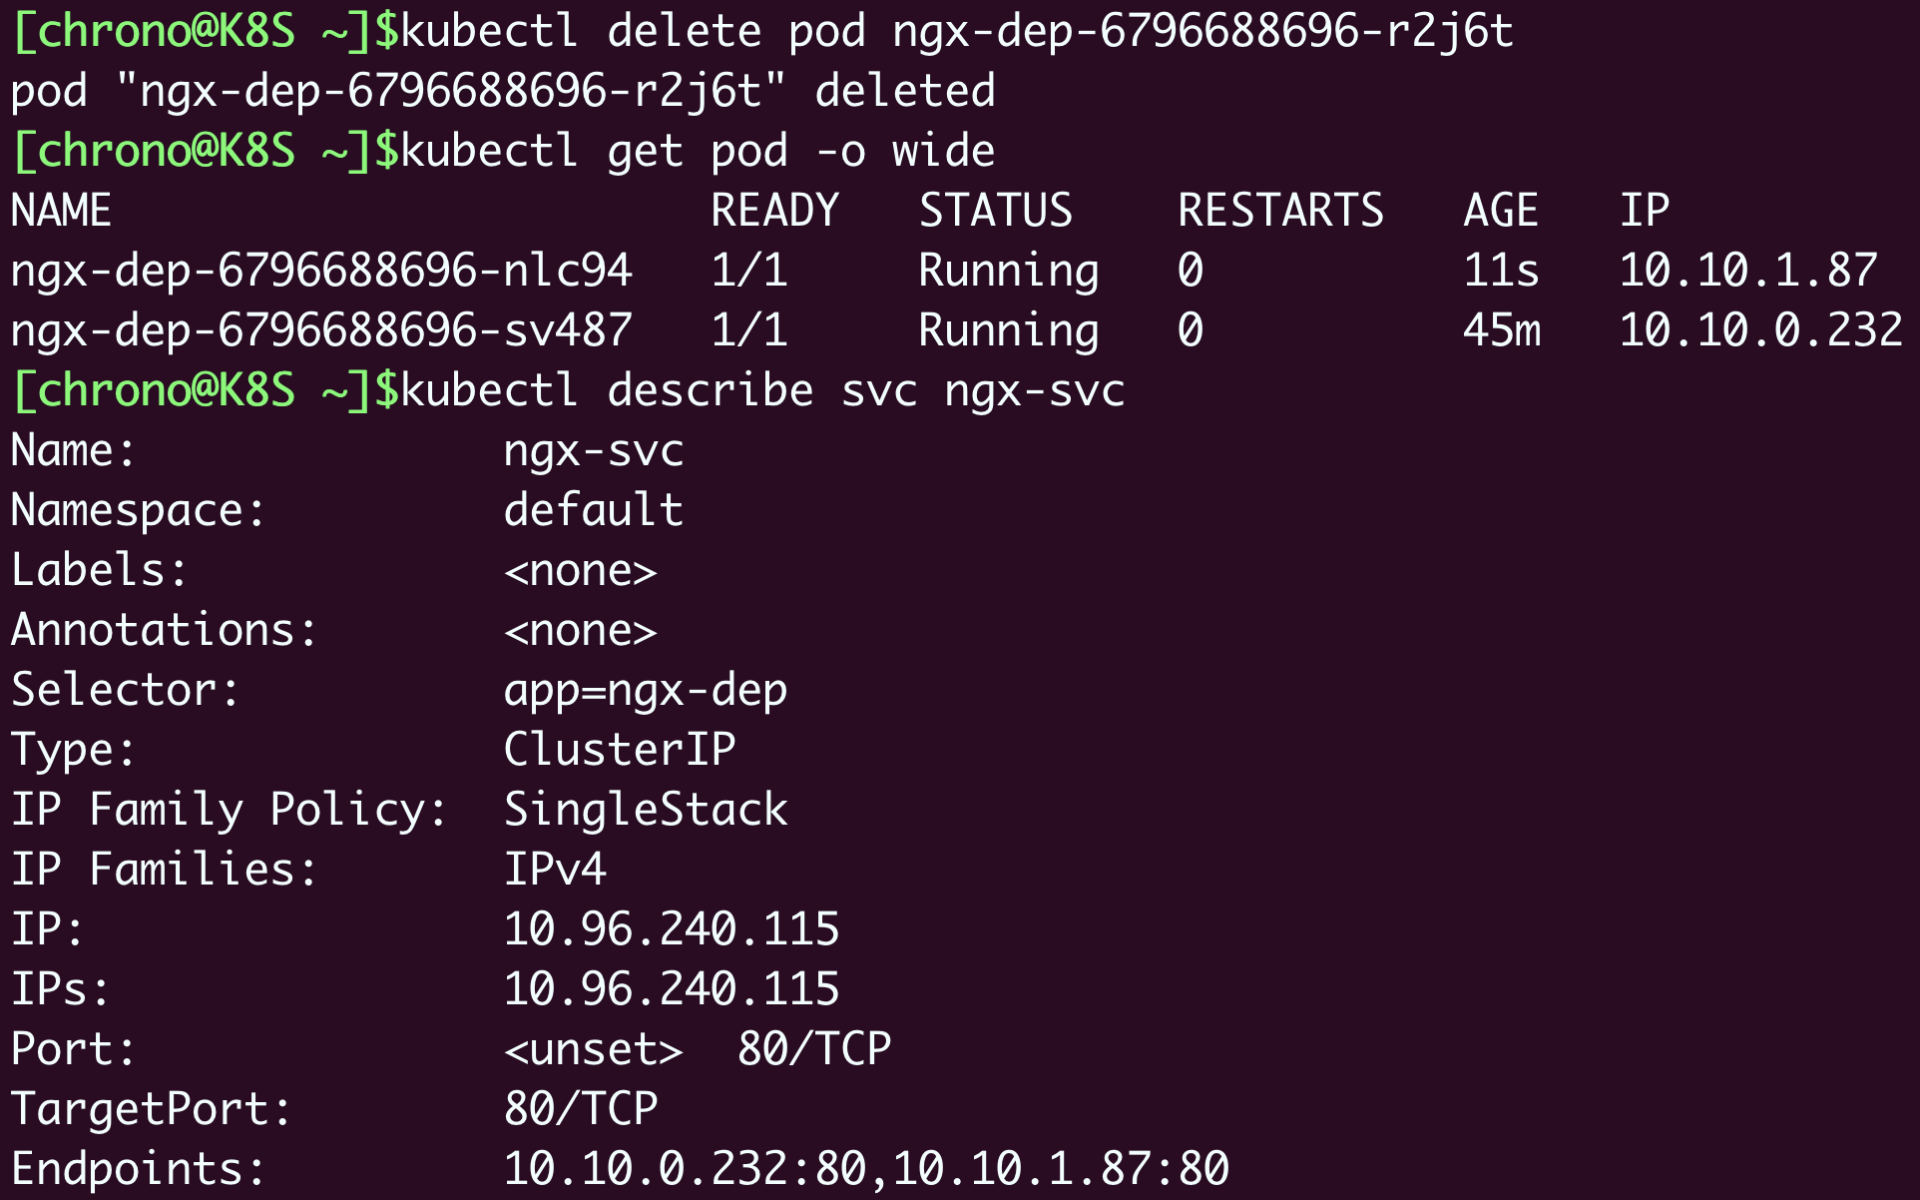 [chrono@K8S ~]$kubectl delete pod ngx-dep-6796688696-r2j6t
pod "ngx-dep-6796688696-r2j6t" deleted
[chrono@K8S ~]$kubectl get pod -o wide
NAME                       READY   STATUS    RESTARTS   AGE   IP
ngx-dep-6796688696-nlc94   1/1     Running   0          11s   10.10.1.87
ngx-dep-6796688696-sv487   1/1     Running   0          45m   10.10.0.232
[chrono@K8S ~]$kubectl describe svc ngx-svc
Name:              ngx-svc
Namespace:         default
Labels:            <none>
Annotations:       <none>
Selector:          app=ngx-dep
Type:              ClusterIP
IP Family Policy:  SingleStack
IP Families:       IPv4
IP:                10.96.240.115
IPs:               10.96.240.115
Port:              <unset>  80/TCP
TargetPort:        80/TCP
Endpoints:         10.10.0.232:80,10.10.1.87:80